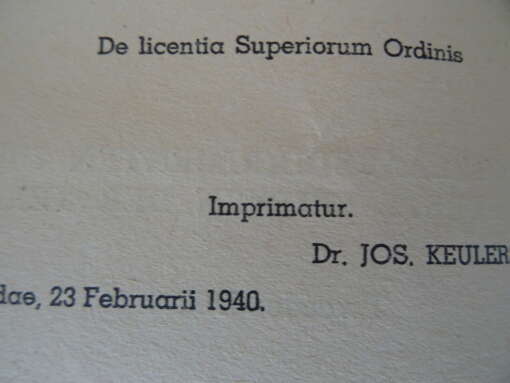 De licentia Superiorum Ordinis
Imprimatur.
Dr. JOS. KEULER
dae, 23 Februarii 1940.